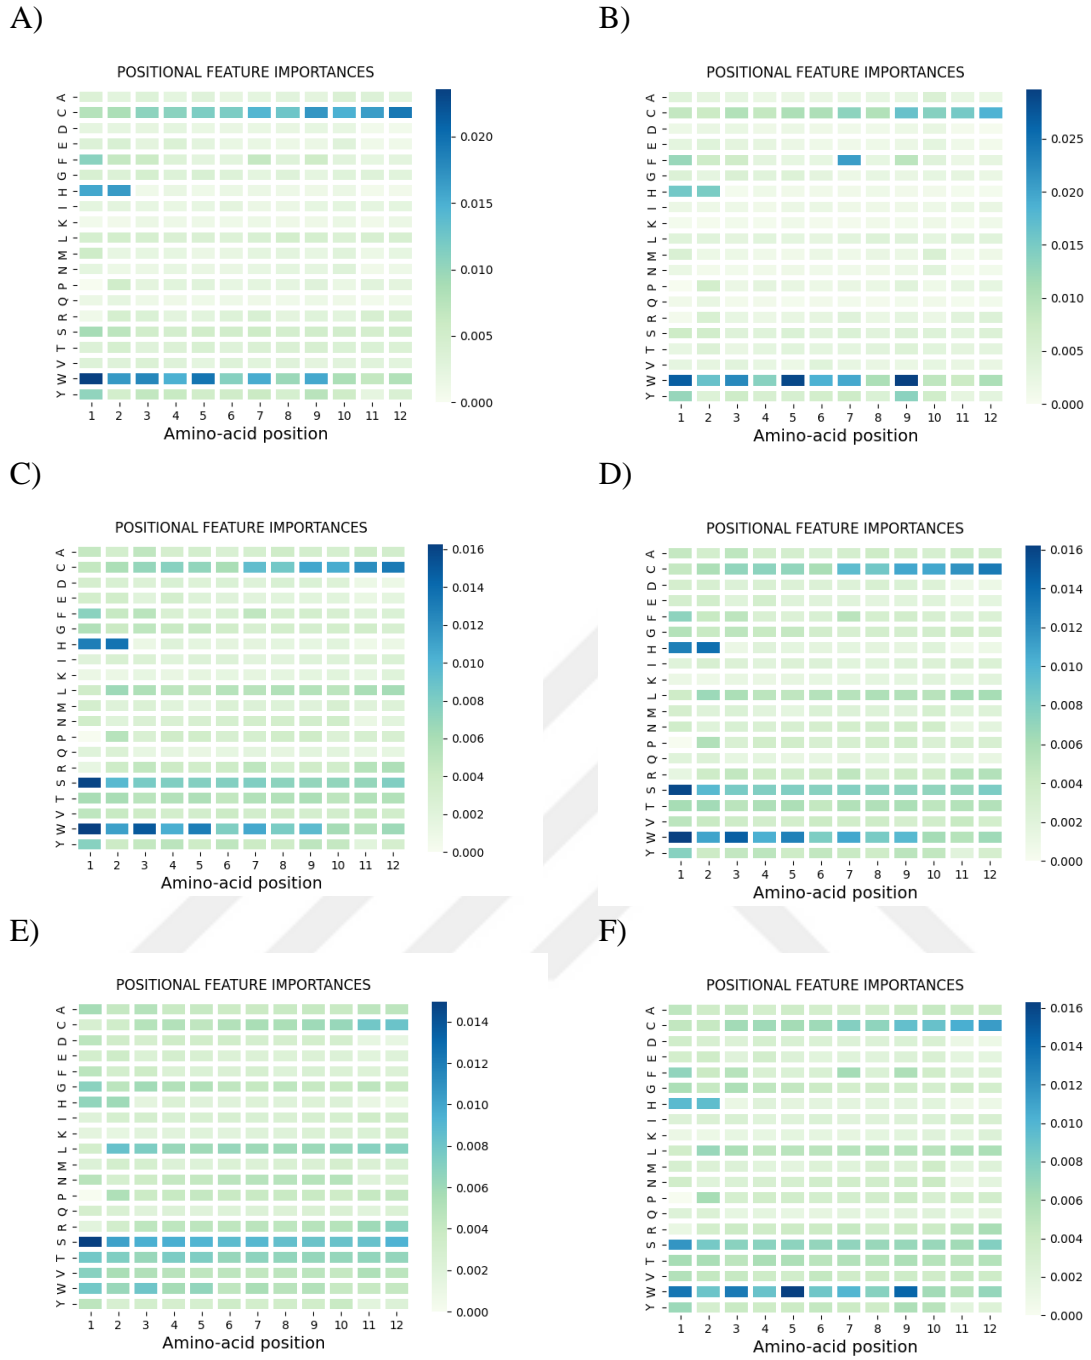 A)
POSITIONAL FEATURE IMPORTANCES
A
C
D
E
F
G
H
I
K
L
M
N
P
Q
R
S
T
V
W
Y
1 2 3 4 5 6 7 8 9 10 11 12
Amino-acid position
0.020
0.015
0.010
0.005
0.000
B)
POSITIONAL FEATURE IMPORTANCES
A
C
D
E
F
G
H
I
K
L
M
N
P
Q
R
S
T
V
W
Y
1 2 3 4 5 6 7 8 9 10 11 12
Amino-acid position
0.025
0.020
0.015
0.010
0.005
0.000
C)
POSITIONAL FEATURE IMPORTANCES
A
C
D
E
F
G
H
I
K
L
M
N
P
Q
R
S
T
V
W
Y
1 2 3 4 5 6 7 8 9 10 11 12
Amino-acid position
0.016
0.014
0.012
0.010
0.008
0.006
0.004
0.002
0.000
D)
POSITIONAL FEATURE IMPORTANCES
A
C
D
E
F
G
H
I
K
L
M
N
P
Q
R
S
T
V
W
Y
1 2 3 4 5 6 7 8 9 10 11 12
Amino-acid position
0.016
0.014
0.012
0.010
0.008
0.006
0.004
0.002
0.000
E)
POSITIONAL FEATURE IMPORTANCES
A
C
D
E
F
G
H
I
K
L
M
N
P
Q
R
S
T
V
W
Y
1 2 3 4 5 6 7 8 9 10 11 12
Amino-acid position
0.014
0.012
0.010
0.008
0.006
0.004
0.002
0.000
F)
POSITIONAL FEATURE IMPORTANCES
A
C
D
E
F
G
H
I
K
L
M
N
P
Q
R
S
T
V
W
Y
1 2 3 4 5 6 7 8 9 10 11 12
Amino-acid position
0.016
0.014
0.012
0.010
0.008
0.006
0.004
0.002
0.000